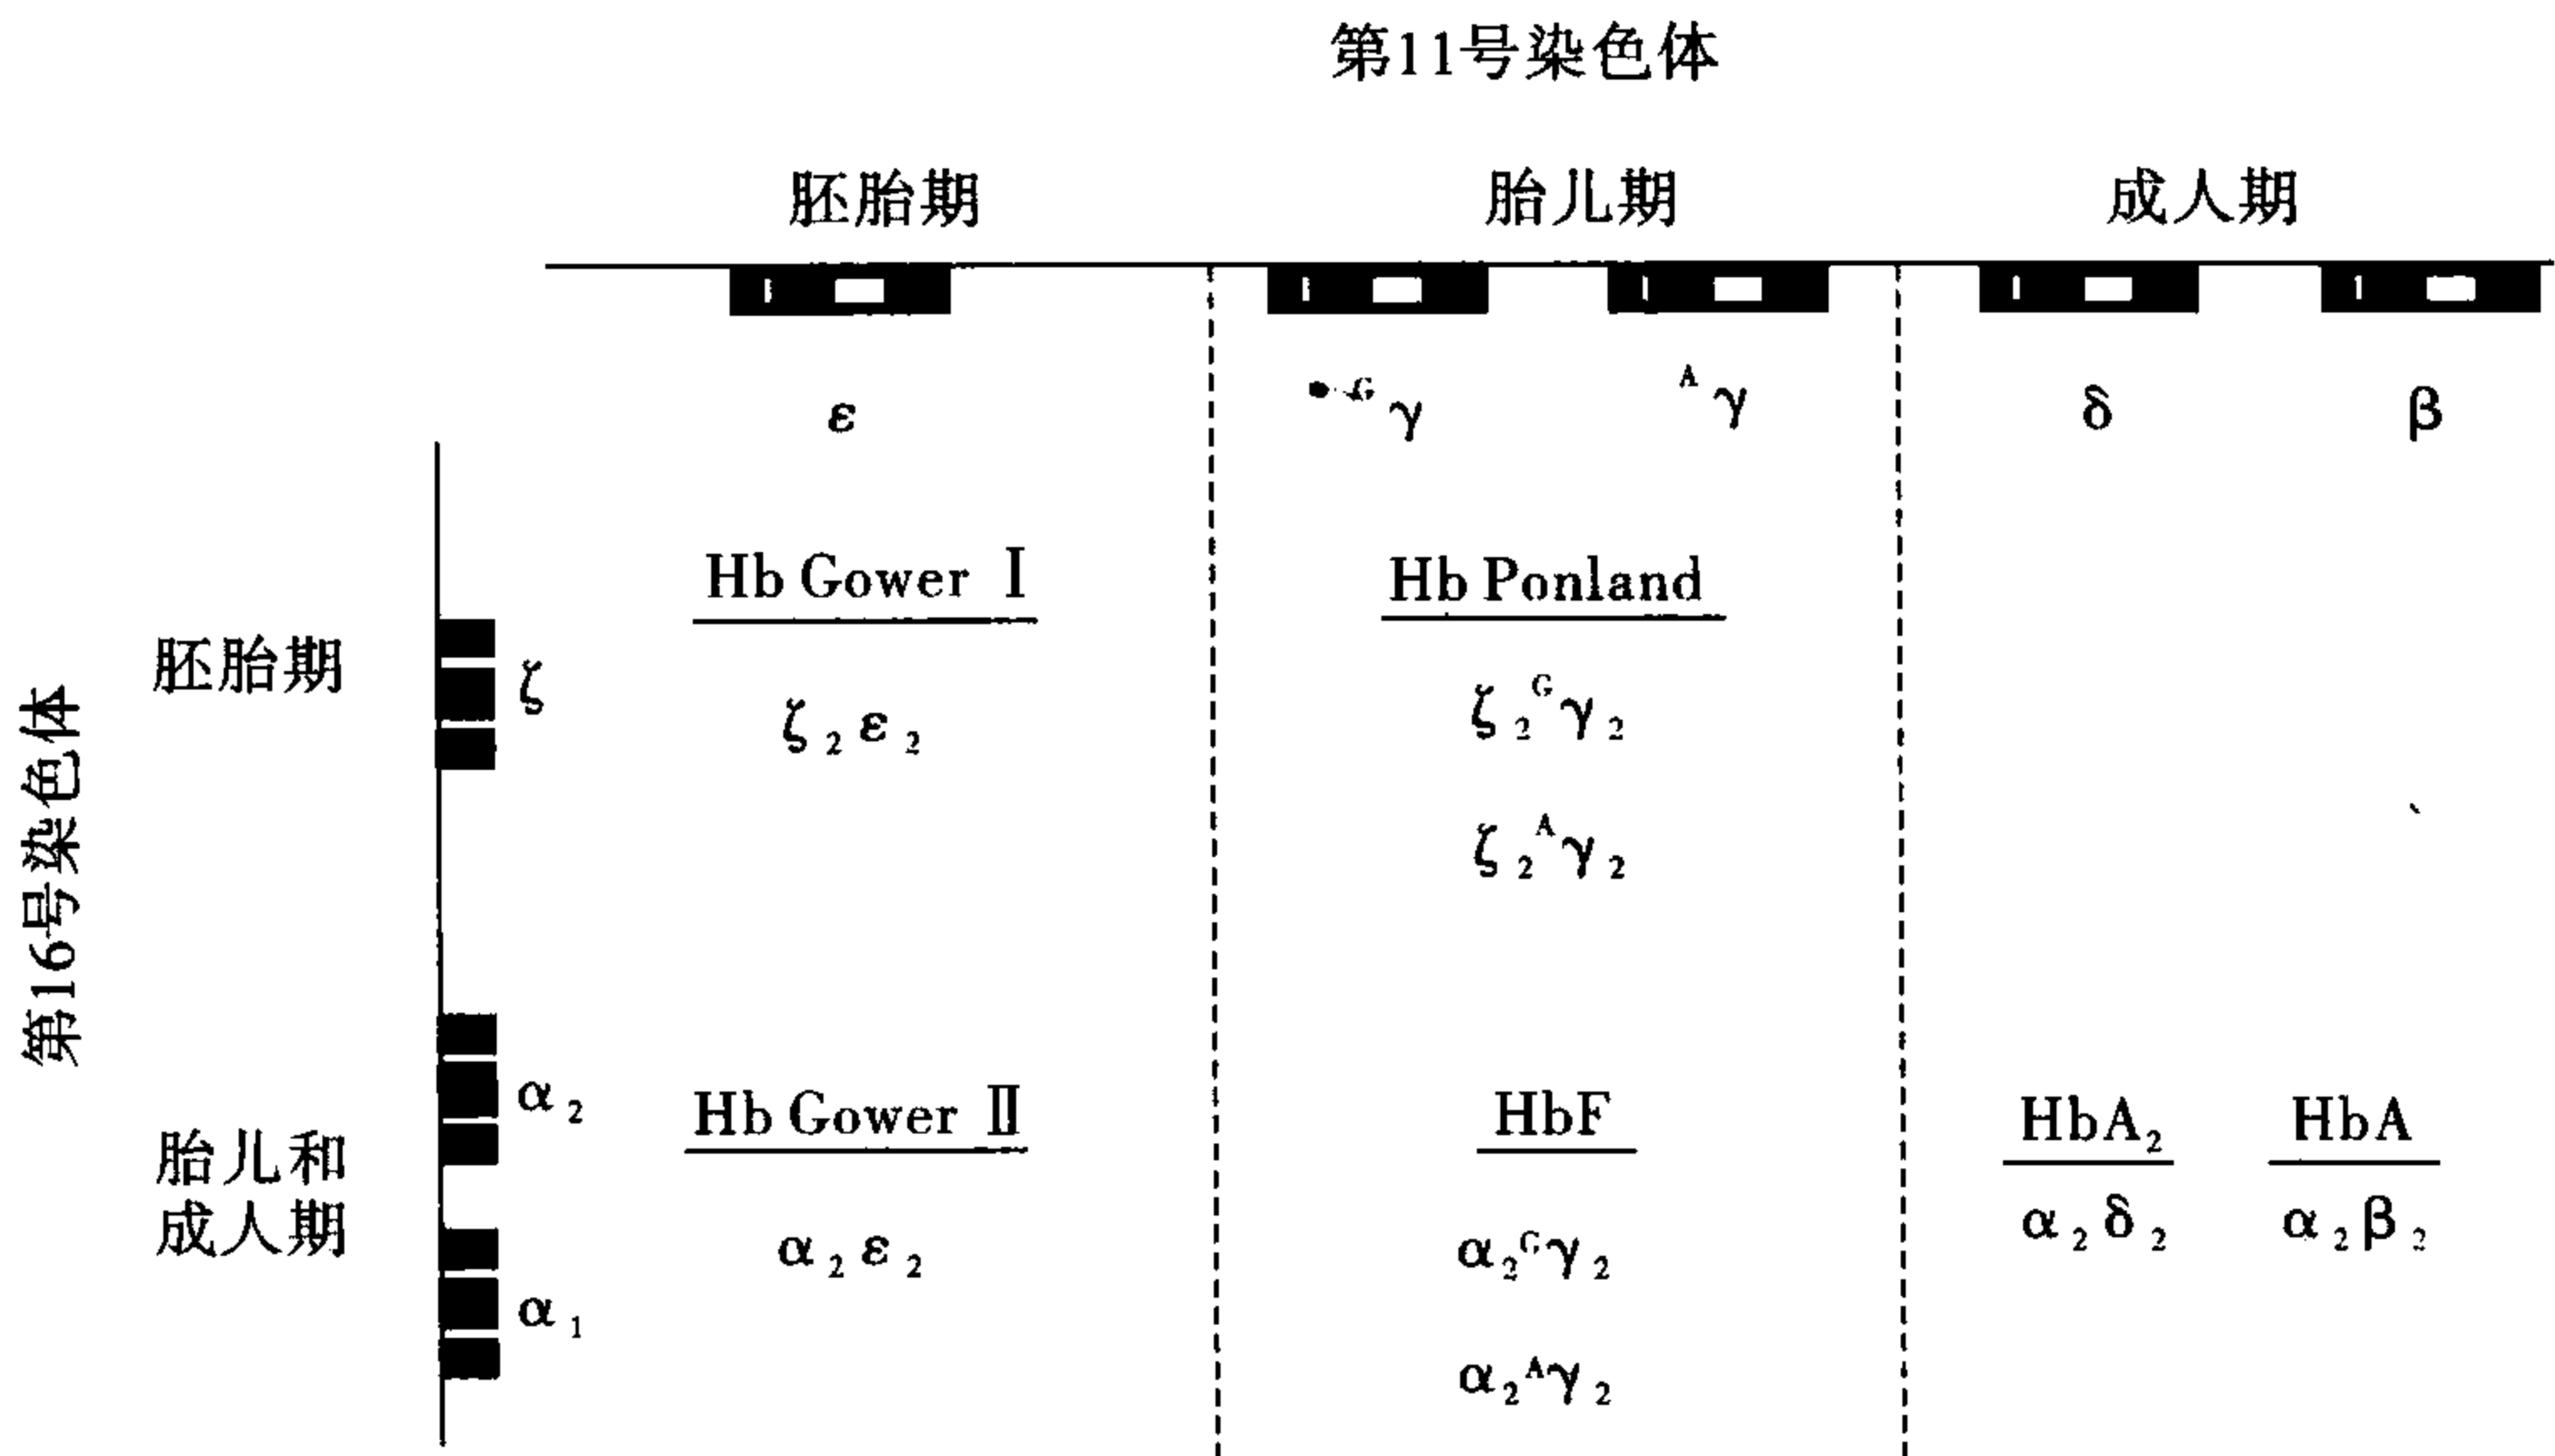 第11号染色体
胚胎期 胎儿期 成人期
ε ᴳγ ᴬγ δ β
Hb Gower Ⅰ Hb Ponland
第16号染色体
胚胎期 ζ ζ₂ε₂ ζ₂ᴳγ₂
ζ₂ᴬγ₂
α₂ Hb Gower Ⅱ HbF HbA₂ HbA
胎儿和
成人期
α₂ε₂ α₂ᴳγ₂ α₂δ₂ α₂β₂
α₁
α₂ᴬγ₂